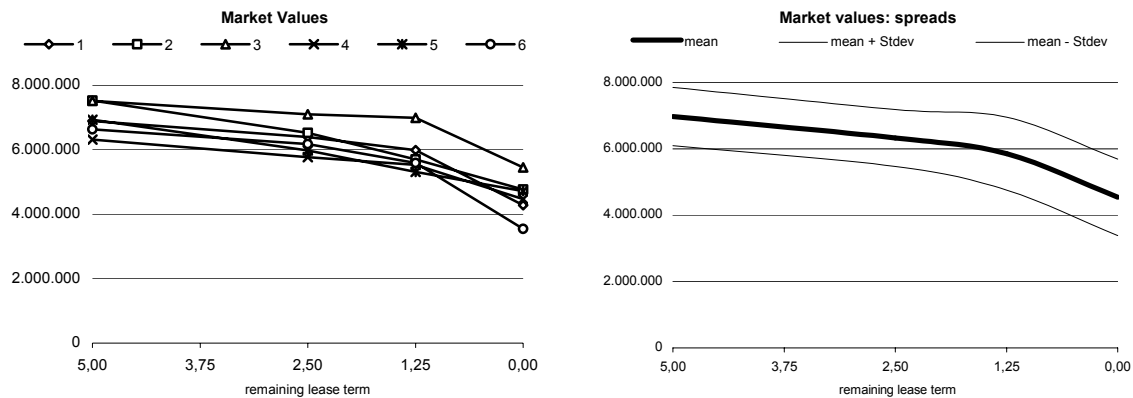 Market Values
1 2 3 4 5 6
8.000.000
6.000.000
4.000.000
2.000.000
0
5,00 3,75 2,50 1,25 0,00
remaining lease term
Market values: spreads
mean mean + Stdev mean - Stdev
8.000.000
6.000.000
4.000.000
2.000.000
0
5,00 3,75 2,50 1,25 0,00
remaining lease term